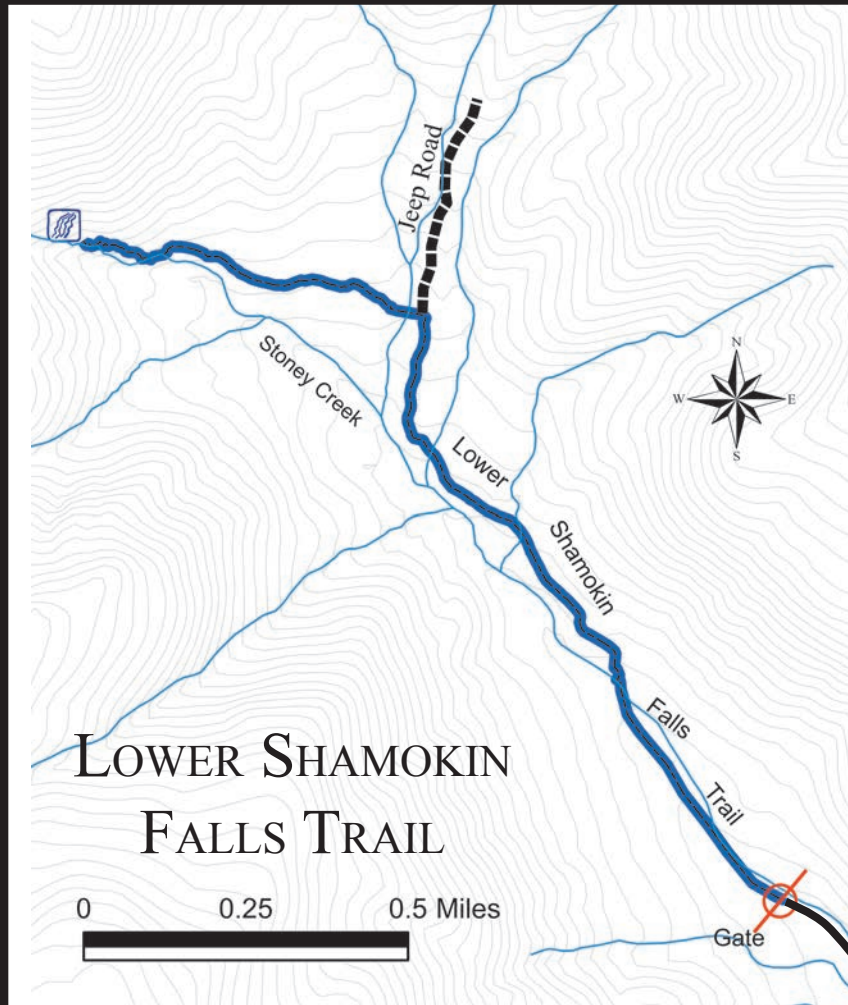 Jeep Road
Stoney Creek
N
W E
S
Lower
Shamokin
Falls
Trail
LOWER SHAMOKIN
FALLS TRAIL
0 0.25 0.5 Miles
Gate